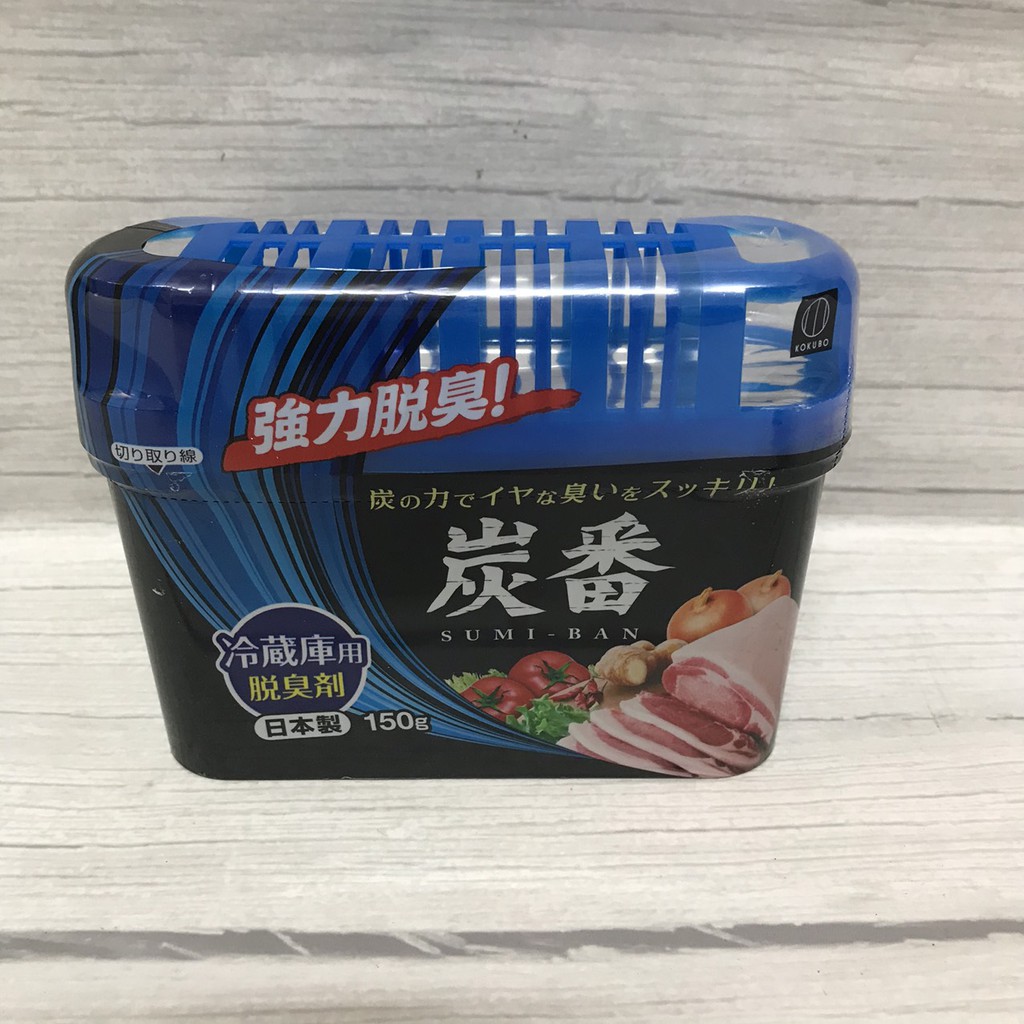 KOKUBO
強力脱臭!
切り取り線
炭の力でイヤな臭いをスッキリ!
炭番
SUMI-BAN
冷蔵庫用
脱臭剤
日本製 150g